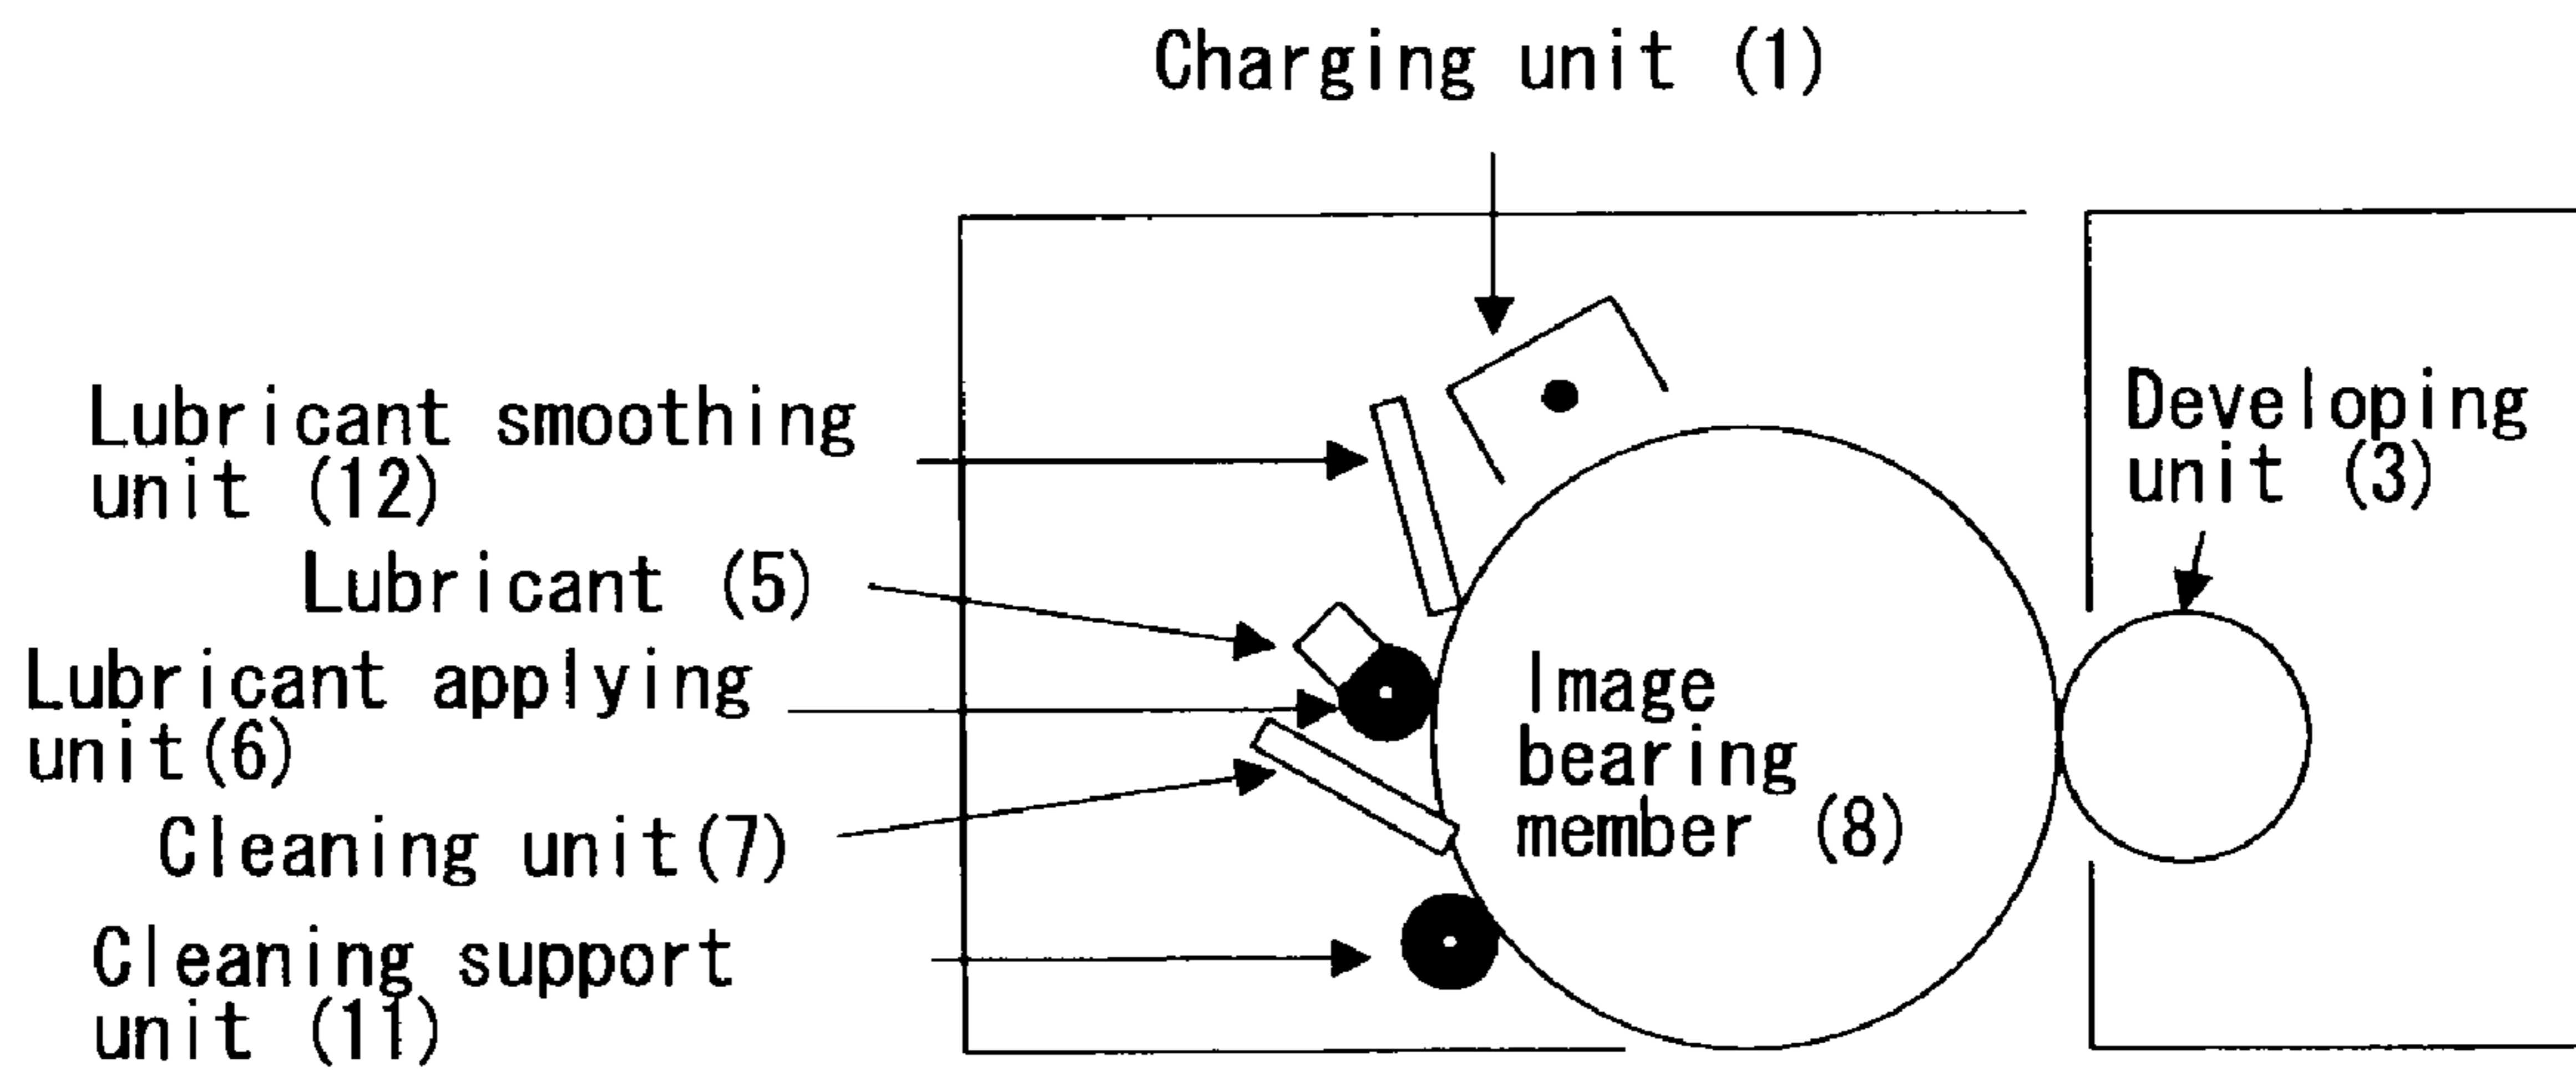 Charging unit (1)
Lubricant smoothing
unit (12)
Lubricant (5)
Lubricant applying
unit(6)
Cleaning unit(7)
Cleaning support
unit (11)
Image
bearing
member (8)
Developing
unit (3)